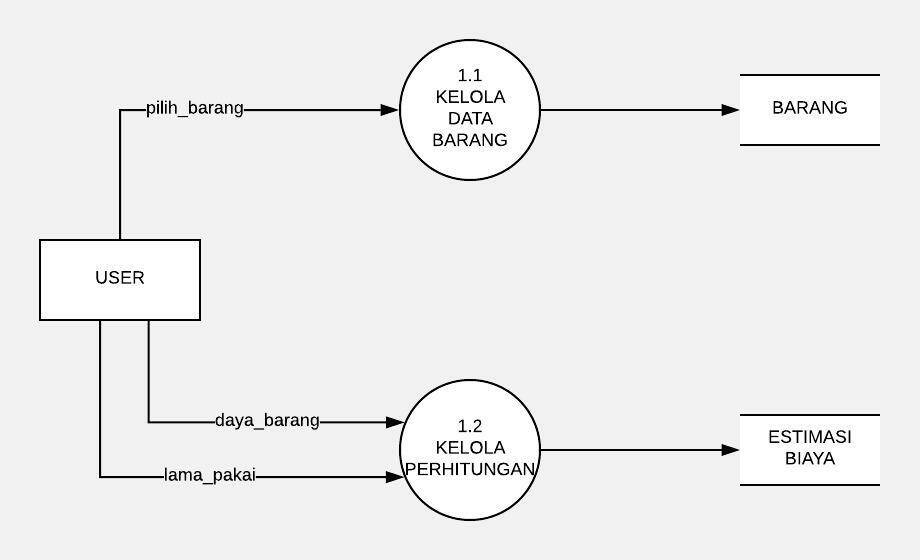 1.1
KELOLA
DATA
BARANG
pilih_barang
BARANG
USER
daya_barang
lama_pakai
1.2
KELOLA
PERHITUNGAN
ESTIMASI
BIAYA